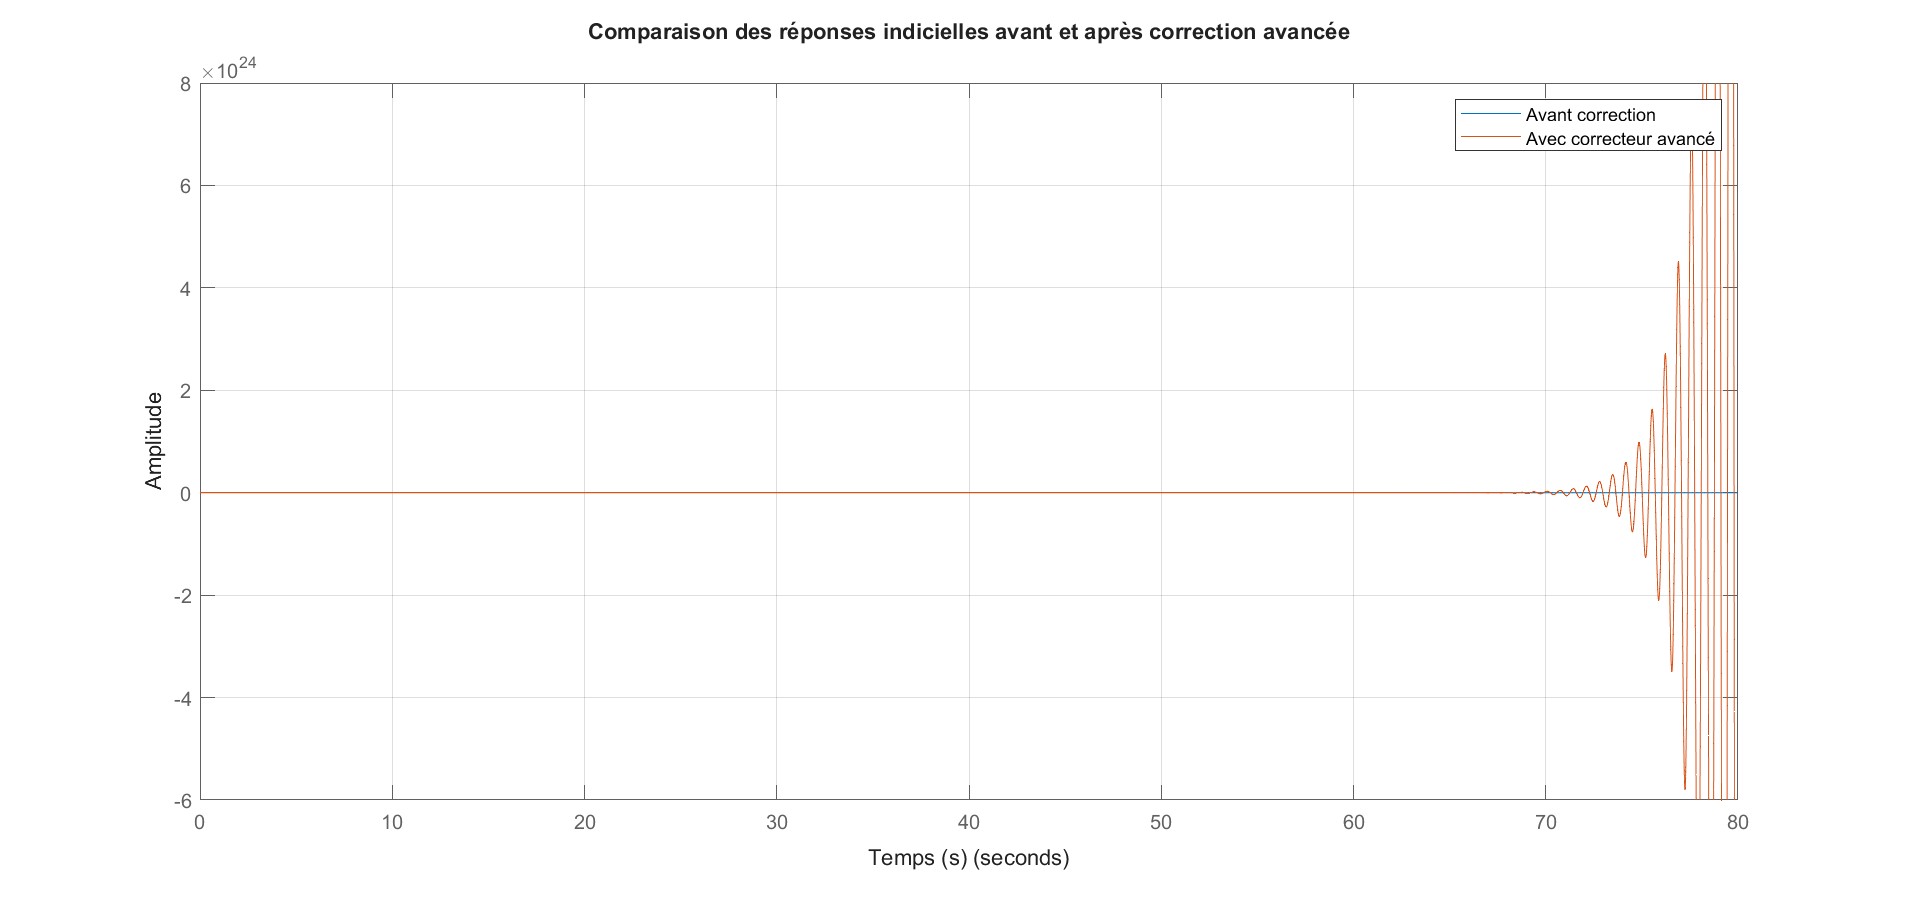 Comparaison des réponses indicielles avant et après correction avancée
×10^24
8
6
4
2
0
-2
-4
-6
Amplitude
Avant correction
Avec correcteur avancé
0 10 20 30 40 50 60 70 80
Temps (s) (seconds)